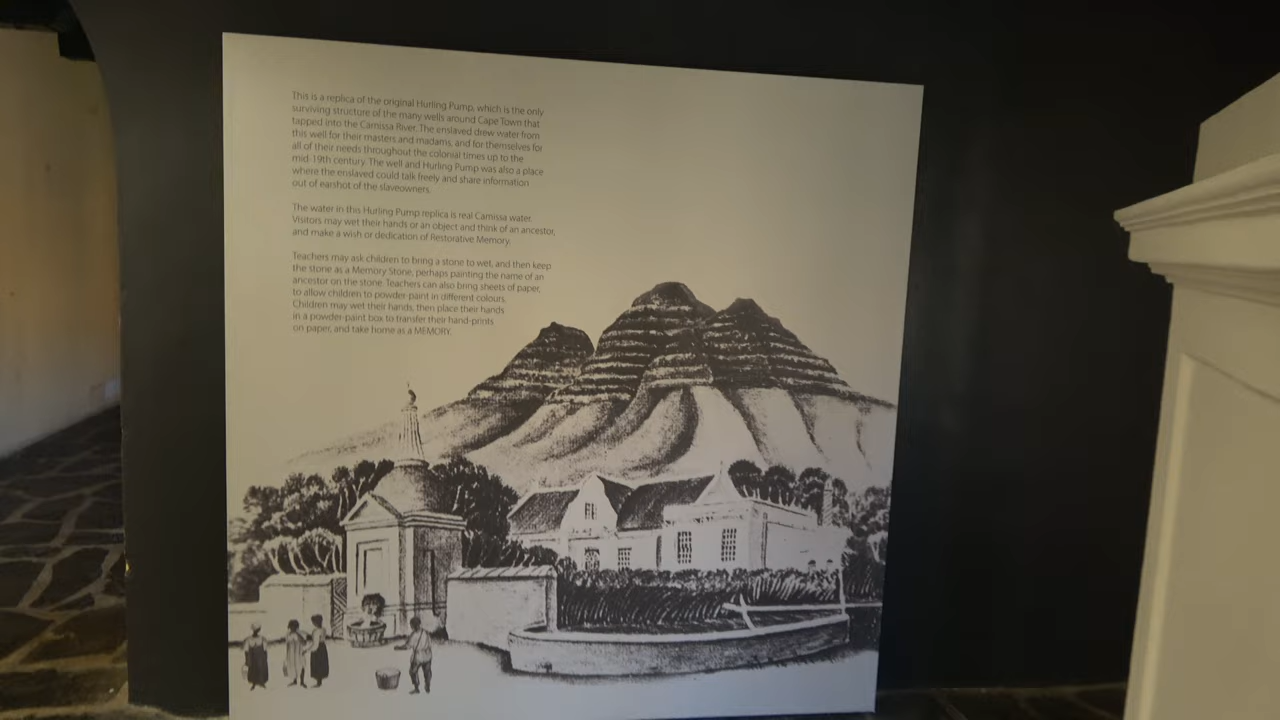 This is a replica of the original Hurling Pump, which is the only
surviving structure of the many wells around Cape Town that
tapped into the Camissa River. The enslaved drew water from
this well for their masters and madams, and for themselves for
all of their needs throughout the colonial times up to the
mid-19th century. The well and Hurling Pump was also a place
where the enslaved could talk freely and share information
out of earshot of the slaveowners.
The water in this Hurling Pump replica is real Camissa water.
Visitors may wet their hands or an object and think of an ancestor,
and make a wish or dedication of Restorative Memory.
Teachers may ask children to bring a stone to wet, and then keep
the stone as a Memory Stone, perhaps painting the name of an
ancestor on the stone. Teachers can also bring sheets of paper,
to allow children to powder-paint in different colours.
Children may wet their hands, then place their hands
in a powder-paint box to transfer their hand-prints
on paper, and take home as a MEMORY.